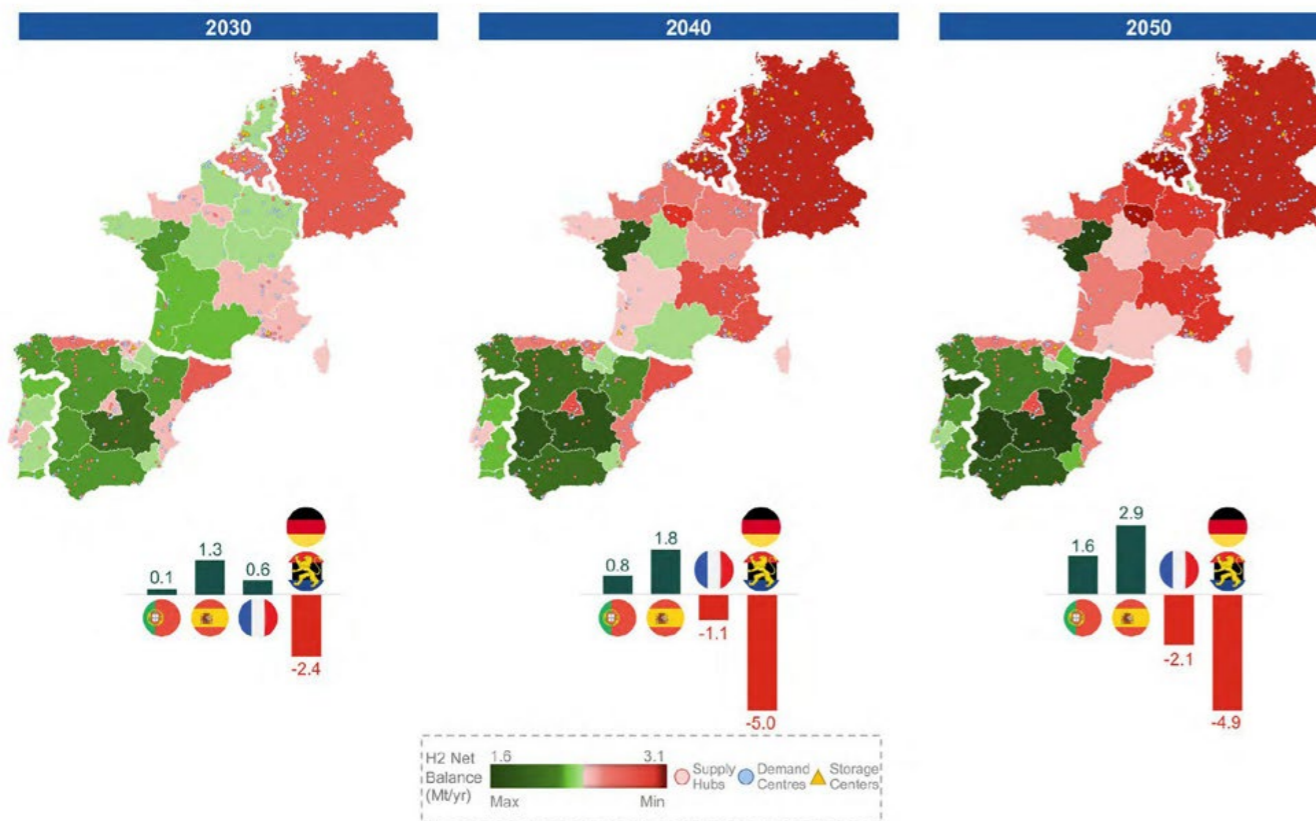 2030
2040
2050
0.1
1.3
0.6
-2.4
0.8
1.8
-1.1
-5.0
1.6
2.9
-2.1
-4.9
H2 Net
Balance
(Mt/yr)
1.6
3.1
Max
Min
Supply
Hubs
Demand
Centres
Storage
Centers